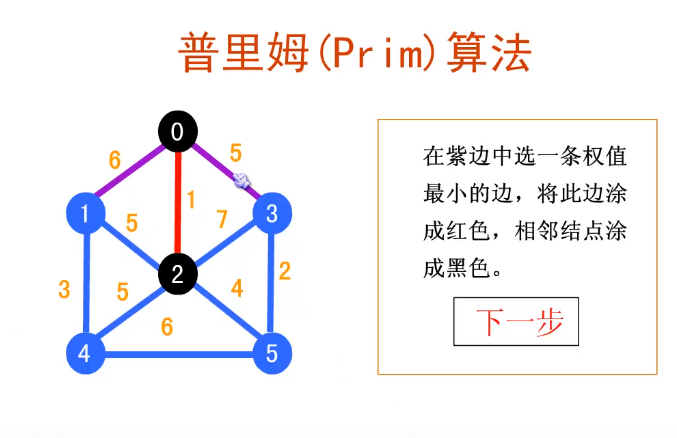 普里姆(Prim)算法
0
6
5
1
1
5
7
3
在紫边中选一条权值
最小的边，将此边涂
成红色，相邻结点涂
成黑色。
2
3
5
4
2
6
4
5
下一步